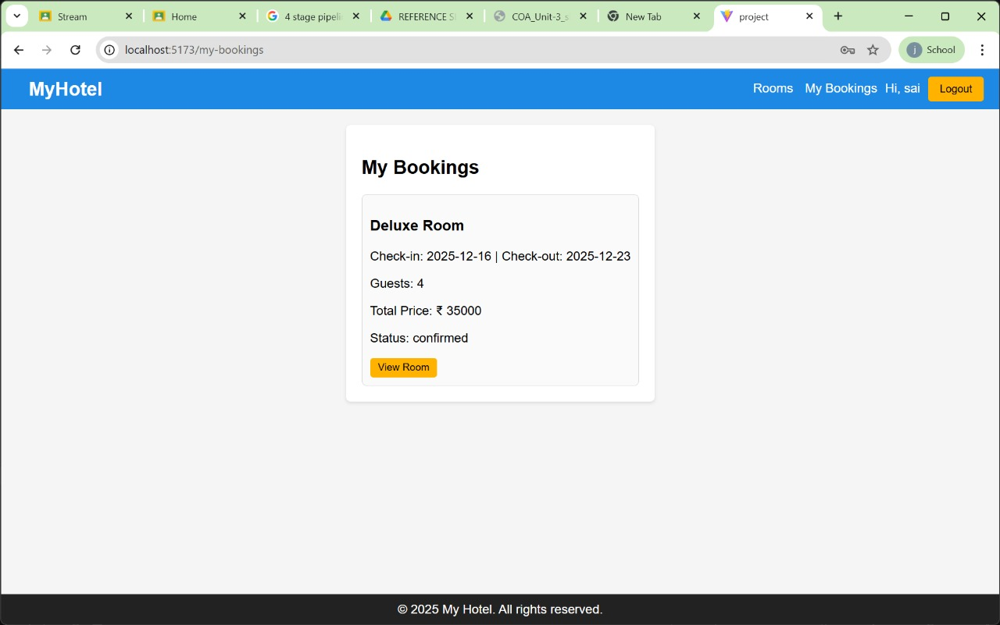 Stream
Home
4 stage pipeli
REFERENCE S
COA_Unit-3_s
New Tab
project
localhost:5173/my-bookings
j School
MyHotel
Rooms My Bookings Hi, sai Logout
My Bookings
Deluxe Room
Check-in: 2025-12-16 | Check-out: 2025-12-23
Guests: 4
Total Price: ₹ 35000
Status: confirmed
View Room
© 2025 My Hotel. All rights reserved.